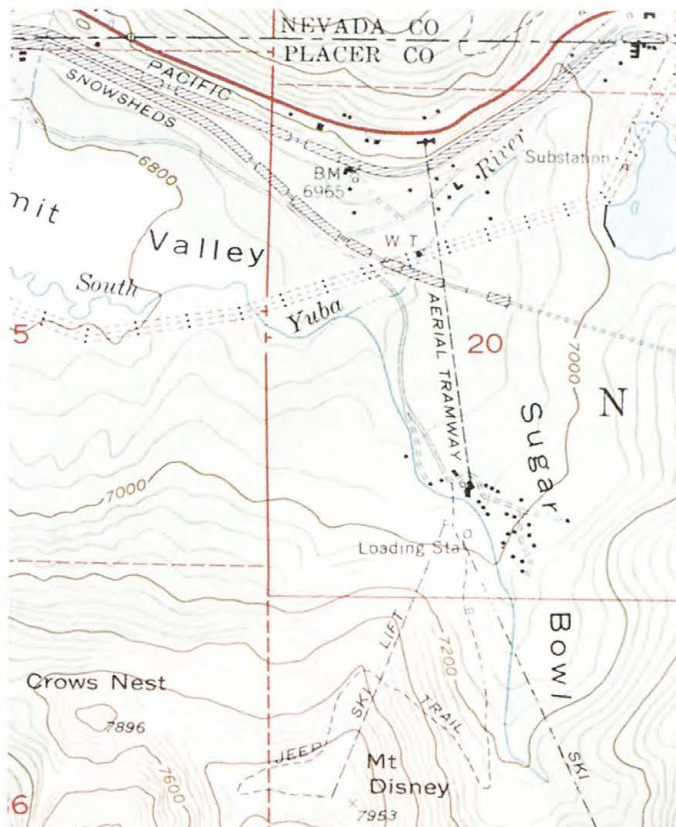 NEVADA CO
PLACER CO
PACIFIC
SNOWSHEDS
BM
6965
River
Substation
6800
mit
Valley
W T
South
Yuba
5
AERIAL TRAMWAY
20
7000
N
Sugar
7000
Loading Sta
Bowl
SKI LIFT
7200
Crows Nest
7896
TRAIL
JEEP
Mt
Disney
7600
SKI
7953
6